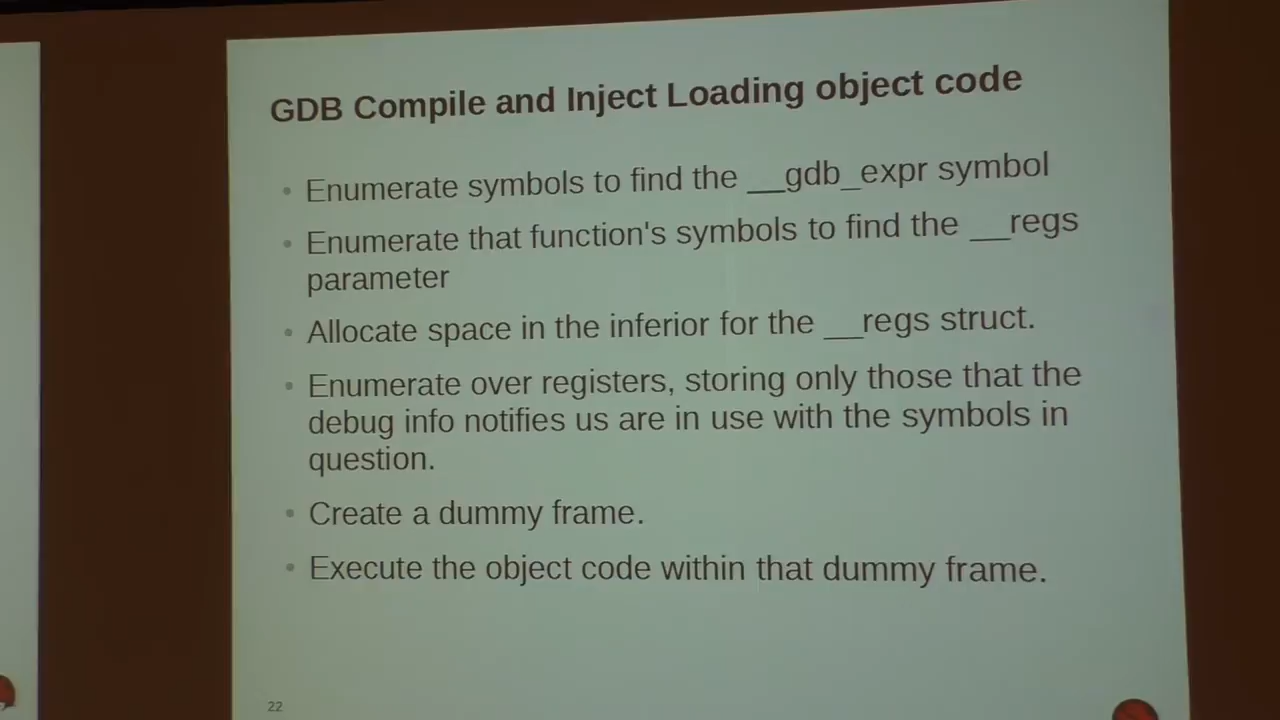 GDB Compile and Inject Loading object code
• Enumerate symbols to find the __gdb_expr symbol
• Enumerate that function's symbols to find the __regs
parameter
• Allocate space in the inferior for the __regs struct.
• Enumerate over registers, storing only those that the
debug info notifies us are in use with the symbols in
question.
• Create a dummy frame.
• Execute the object code within that dummy frame.
22